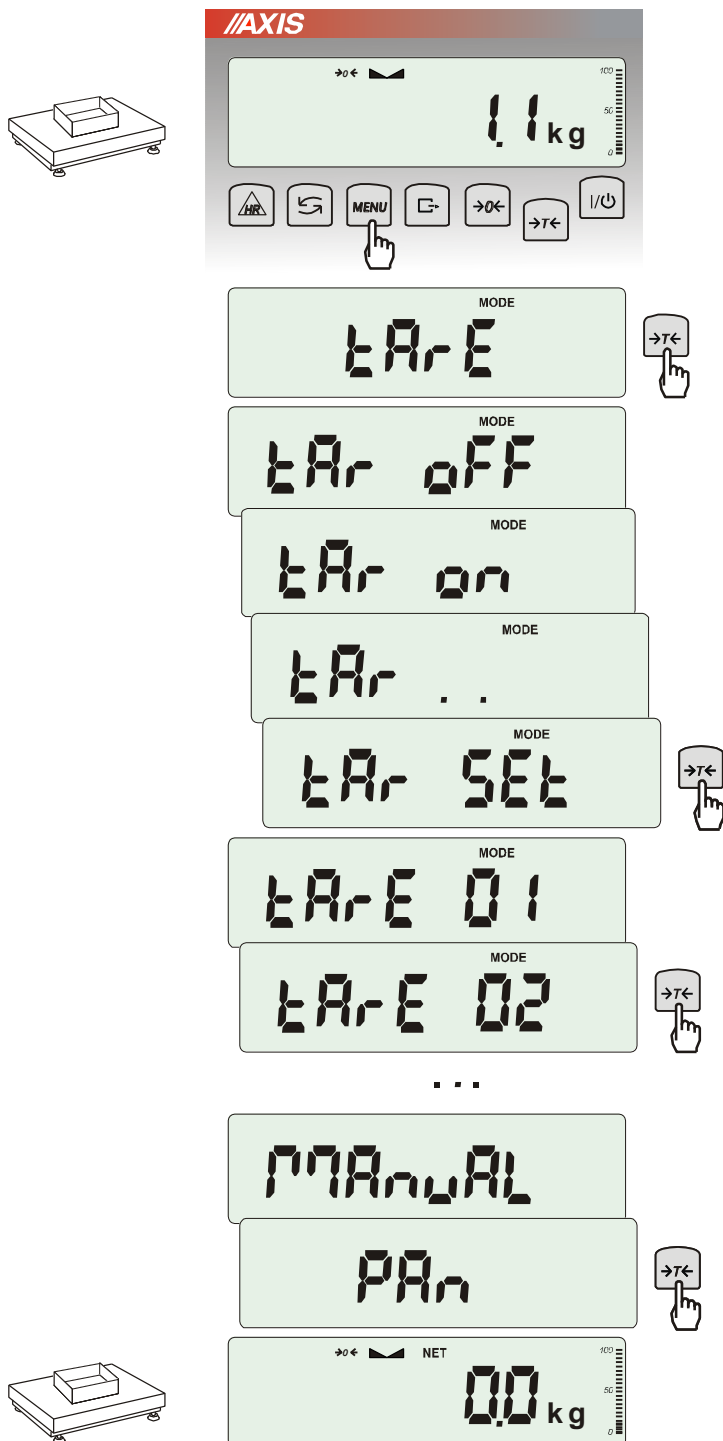 //AXIS
→0← 100
50
1.1 kg
0
HR MENU →0← →T← I/⏻
MODE
tArE →T←
MODE
tAr oFF
MODE
tAr on
MODE
tAr . .
MODE
tAr SEt →T←
MODE
tArE 01
MODE
tArE 02 →T←
...
MAnuAL
PAn →T←
→0← NET 100
50
0.0 kg
0